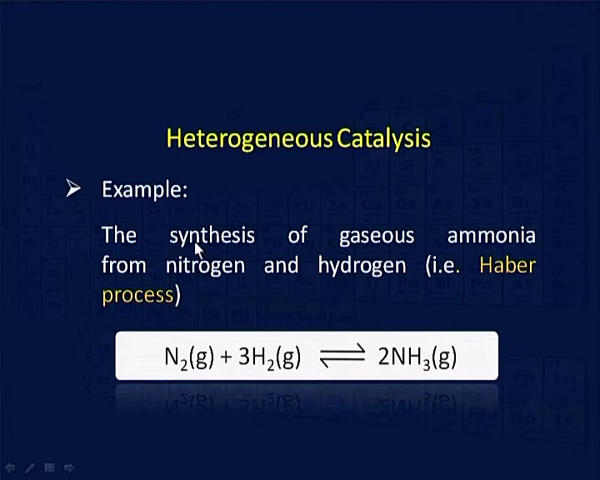 Heterogeneous Catalysis
➢ Example:
The synthesis of gaseous ammonia
from nitrogen and hydrogen (i.e. Haber
process)
N₂(g) + 3H₂(g) ⇌ 2NH₃(g)